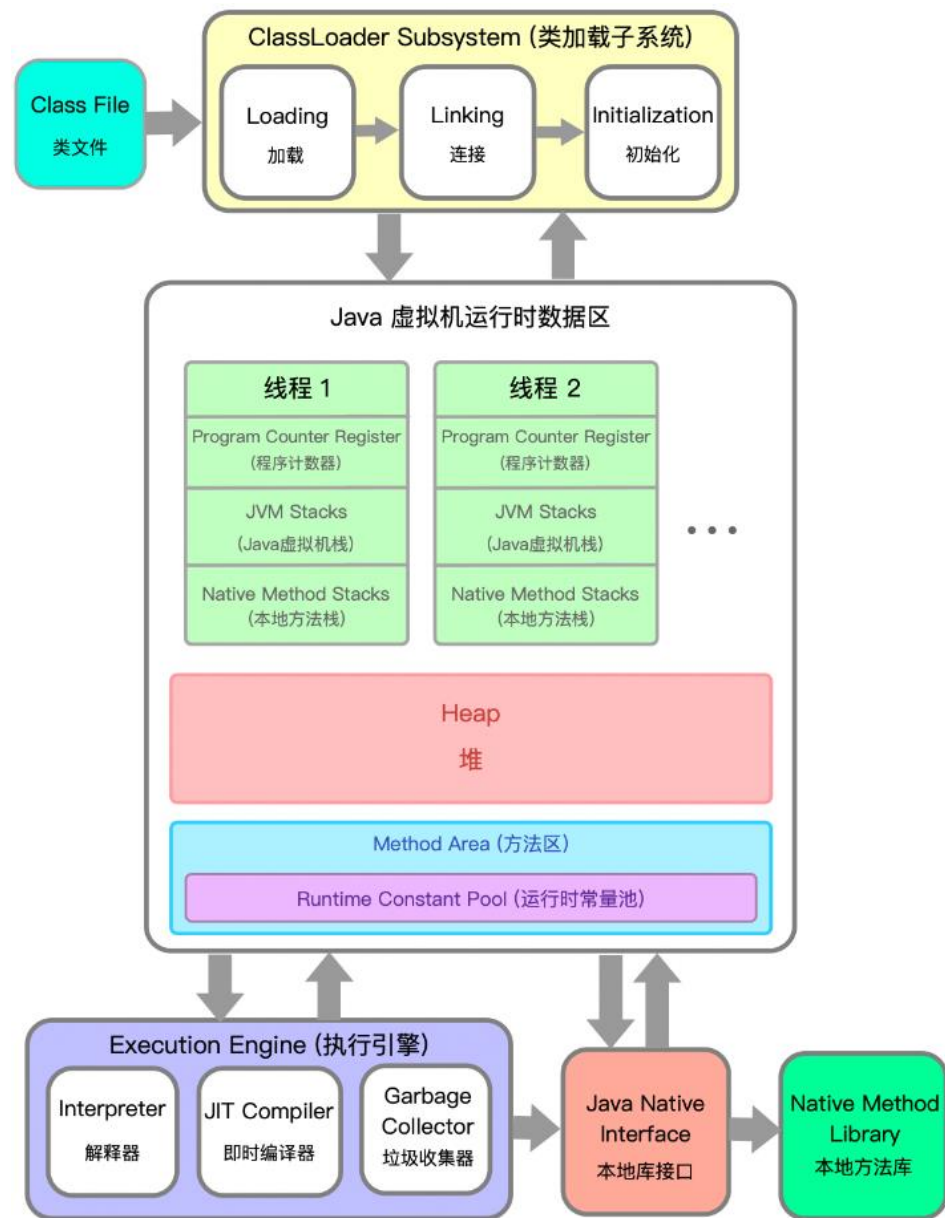 ClassLoader Subsystem (类加载子系统)
Class File
类文件
Loading
加载
Linking
连接
Initialization
初始化
Java 虚拟机运行时数据区
线程 1
Program Counter Register
(程序计数器)
JVM Stacks
(Java虚拟机栈)
Native Method Stacks
(本地方法栈)
线程 2
Program Counter Register
(程序计数器)
JVM Stacks
(Java虚拟机栈)
Native Method Stacks
(本地方法栈)
• • •
Heap
堆
Method Area (方法区)
Runtime Constant Pool (运行时常量池)
Execution Engine (执行引擎)
Interpreter
解释器
JIT Compiler
即时编译器
Garbage
Collector
垃圾收集器
Java Native
Interface
本地库接口
Native Method
Library
本地方法库